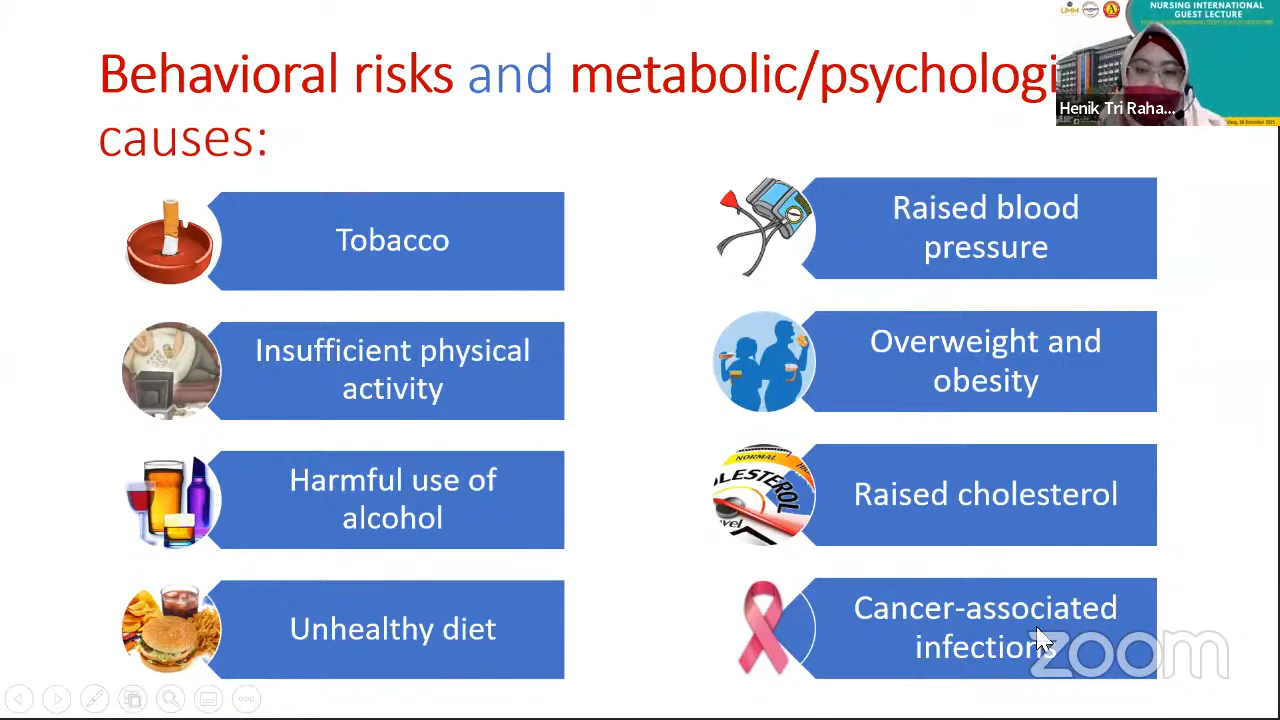 Behavioral risks and metabolic/psychologi
causes:
NURSING INTERNATIONAL
GUEST LECTURE
Henik Tri Raha...
Tobacco
Insufficient physical
activity
Harmful use of
alcohol
Unhealthy diet
Raised blood
pressure
Overweight and
obesity
NORMAL
Raised cholesterol
Cancer-associated
infections
zoom